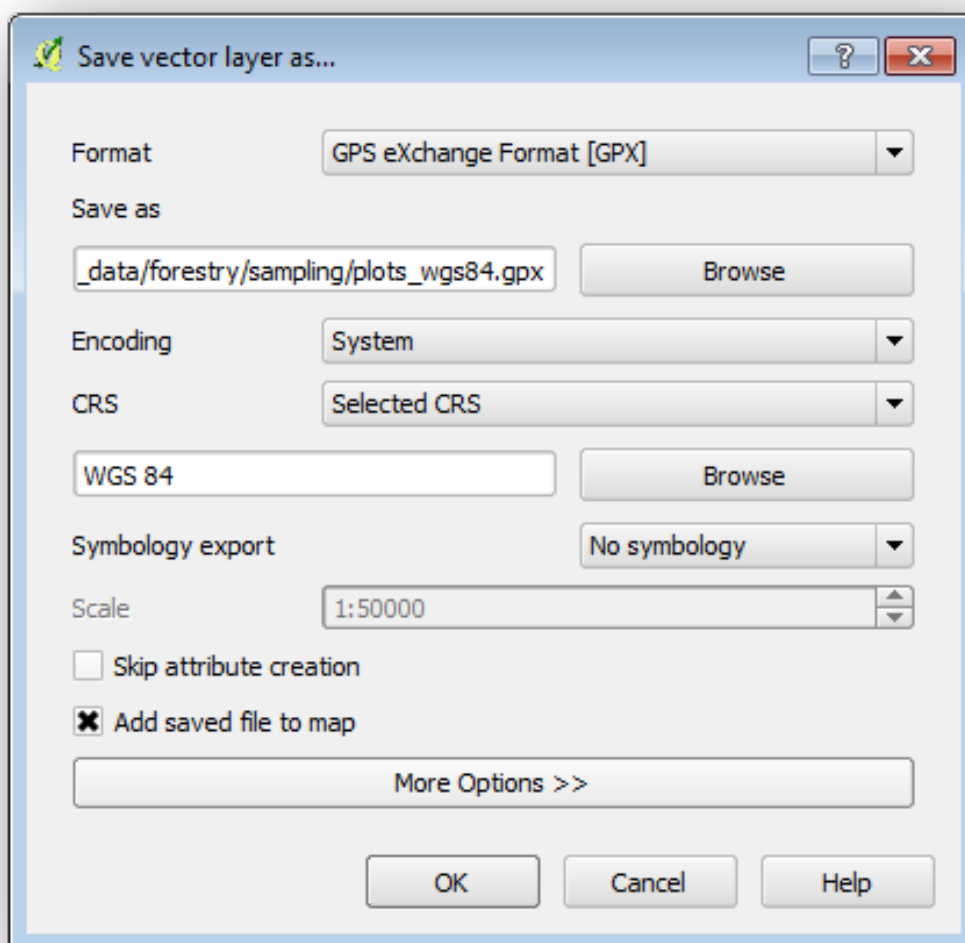 Save vector layer as...
Format GPS eXchange Format [GPX]
Save as
_data/forestry/sampling/plots_wgs84.gpx Browse
Encoding System
CRS Selected CRS
WGS 84 Browse
Symbology export No symbology
Scale 1:50000
Skip attribute creation
Add saved file to map
More Options >>
OK Cancel Help